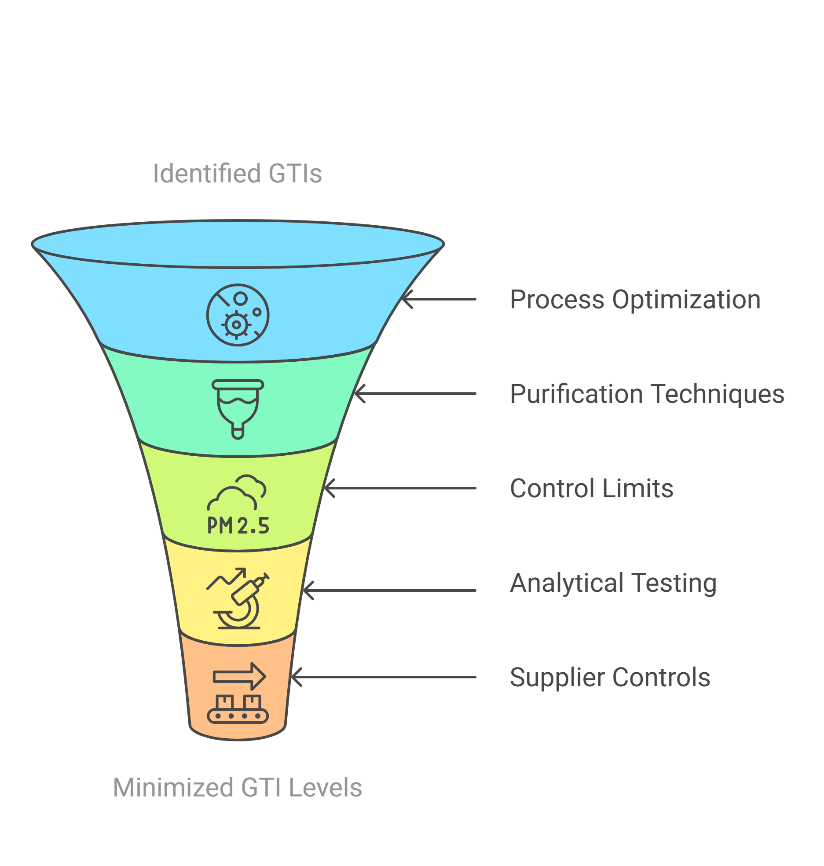 Identified GTIs
Process Optimization
Purification Techniques
Control Limits
PM 2.5
Analytical Testing
Supplier Controls
Minimized GTI Levels